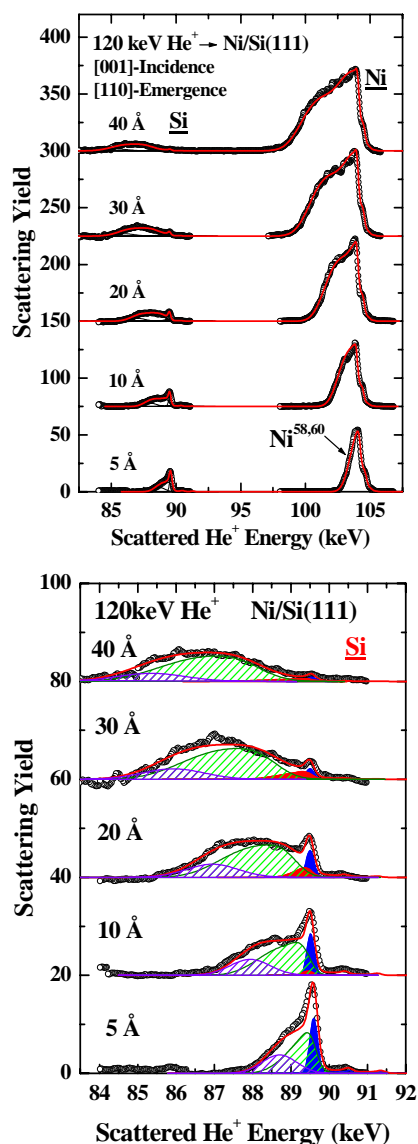 400
120 keV He⁺ → Ni/Si(111)
[001]-Incidence
[110]-Emergence
Si
Ni
350
40 Å
300
30 Å
250
200
20 Å
150
10 Å
100
Ni⁵⁸,⁶⁰
50
5 Å
0
85 90 95 100 105
Scattering Yield
Scattered He⁺ Energy (keV)
100
120keV He⁺ Ni/Si(111)
Si
40 Å
80
30 Å
60
20 Å
40
10 Å
20
5 Å
0
84 85 86 87 88 89 90 91 92
Scattering Yield
Scattered He⁺ Energy (keV)